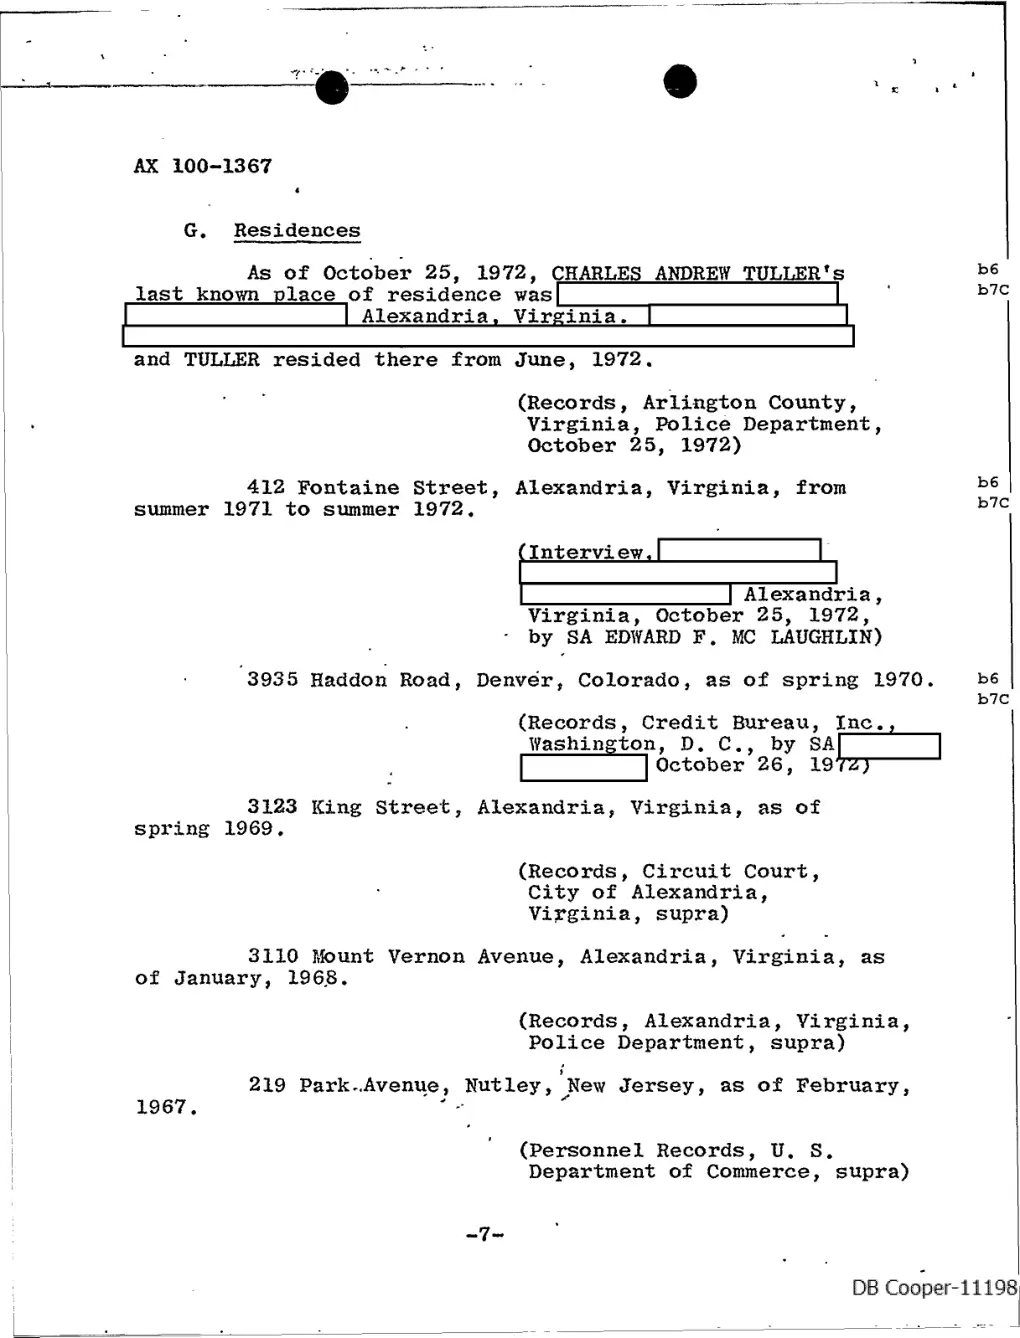 AX 100-1367
G. Residences
As of October 25, 1972, CHARLES ANDREW TULLER's
last known place of residence was
Alexandria, Virginia.
and TULLER resided there from June, 1972.
b6
b7C
(Records, Arlington County,
Virginia, Police Department,
October 25, 1972)
412 Fontaine Street, Alexandria, Virginia, from
summer 1971 to summer 1972.
b6
b7C
(Interview,
Alexandria,
Virginia, October 25, 1972,
by SA EDWARD F. MC LAUGHLIN)
3935 Haddon Road, Denver, Colorado, as of spring 1970.
b6
b7C
(Records, Credit Bureau, Inc.,
Washington, D. C., by SA
October 26, 1972)
3123 King Street, Alexandria, Virginia, as of
spring 1969.
(Records, Circuit Court,
City of Alexandria,
Virginia, supra)
3110 Mount Vernon Avenue, Alexandria, Virginia, as
of January, 1968.
(Records, Alexandria, Virginia,
Police Department, supra)
219 Park Avenue, Nutley, New Jersey, as of February,
1967.
(Personnel Records, U. S.
Department of Commerce, supra)
-7-
DB Cooper-11198